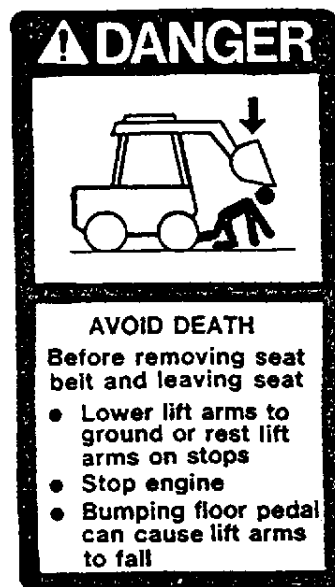 DANGER
AVOID DEATH
Before removing seat
belt and leaving seat
● Lower lift arms to
ground or rest lift
arms on stops
● Stop engine
● Bumping floor pedal
can cause lift arms
to fall